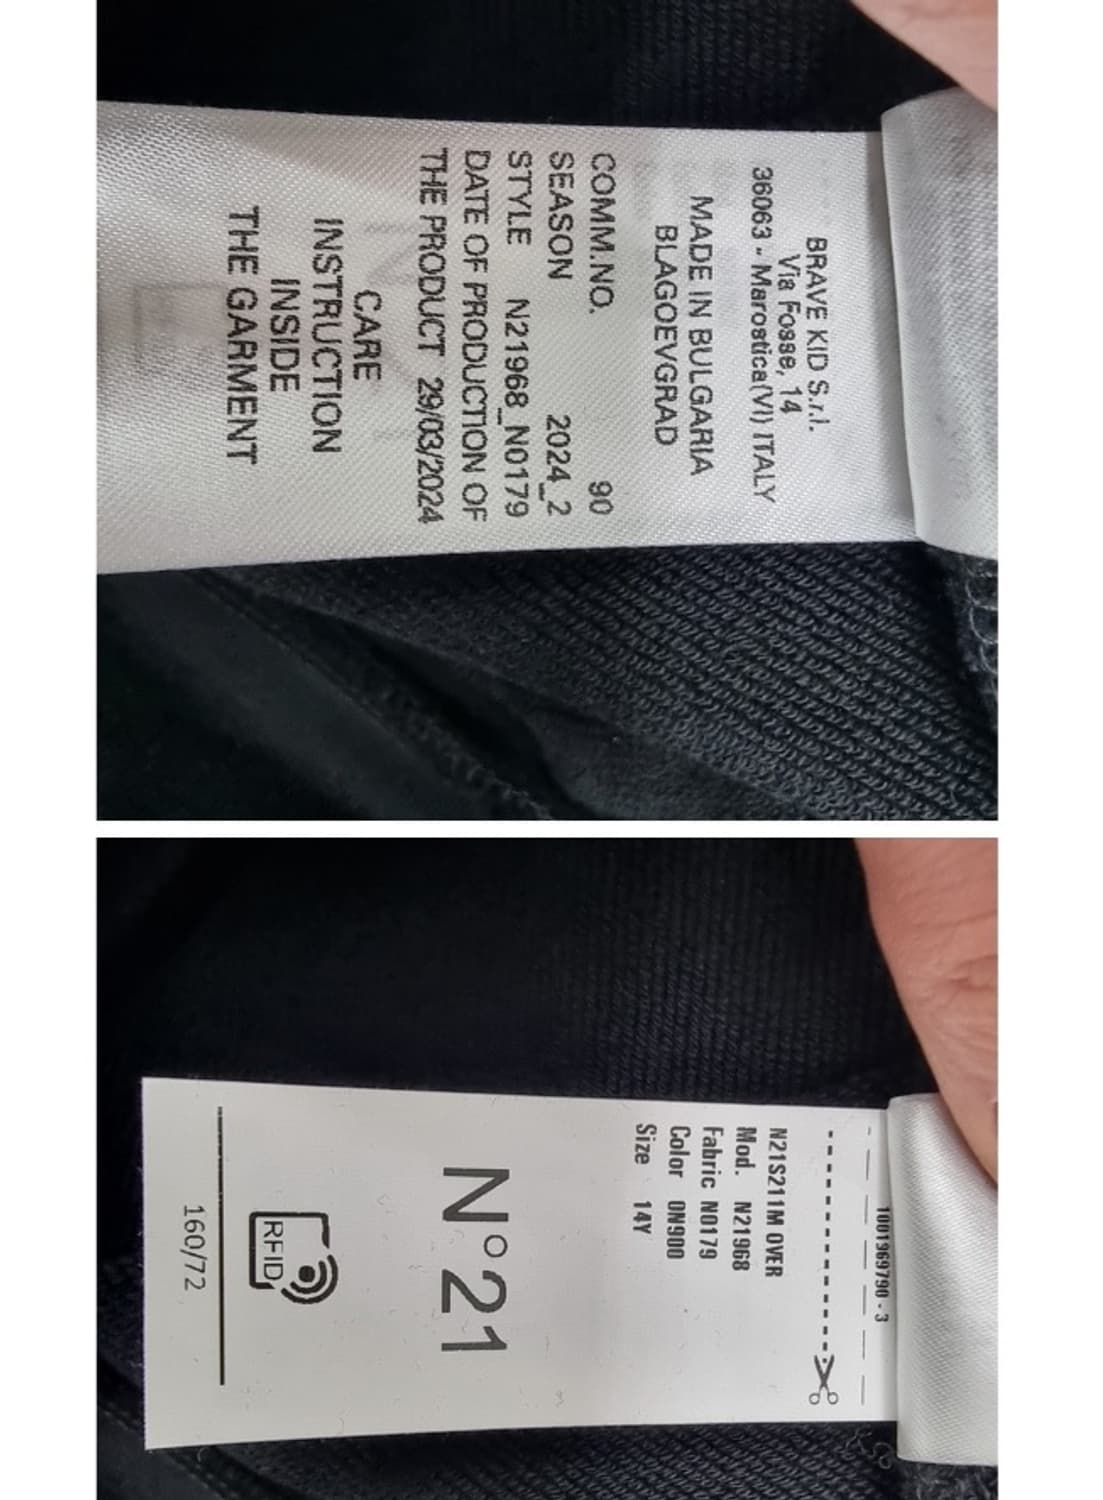 BRAVE KID S.r.l.
Via Fosse, 14
36063 - Marostica(VI) ITALY
MADE IN BULGARIA
BLAGOEVGRAD
COMM.NO. 90
SEASON 2024_2
STYLE N21968_N0179
DATE OF PRODUCTION OF
THE PRODUCT 29/03/2024
CARE
INSTRUCTION
INSIDE
THE GARMENT
1001969790 - 3
N21S211M OVER
Mod. N21968
Fabric N0179
Color 0N900
Size 14Y
N°21
RFID
160/72